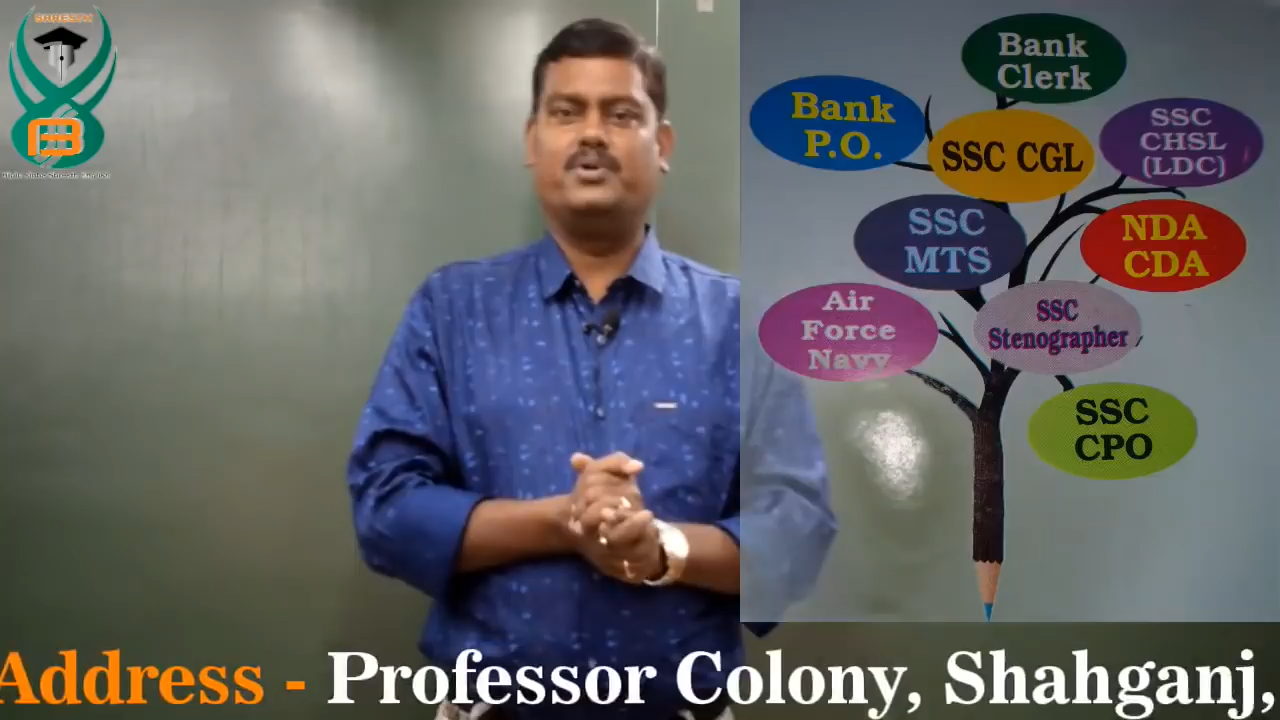 Bank
Clerk
Bank
P.O.
SSC CGL
SSC
CHSL
(LDC)
SSC
MTS
NDA
CDA
Air
Force
Navy
SSC
Stenographer
SSC
CPO
Address - Professor Colony, Shahganj,